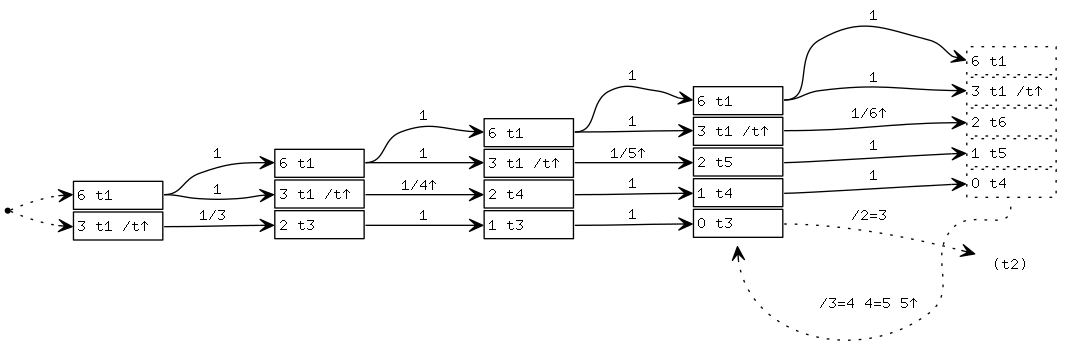 1
6 t1
1
3 t1 /t↑
1
1/6↑
2 t6
1
1 t5
1
0 t4
1
6 t1
1
3 t1 /t↑
1/5↑
2 t5
1
1 t4
1
0 t3
/2=3
(t2)
/3=4 4=5 5↑
1
6 t1
1
3 t1 /t↑
1/4↑
2 t4
1
1 t3
1
6 t1
1
3 t1 /t↑
1/3
2 t3
6 t1
3 t1 /t↑